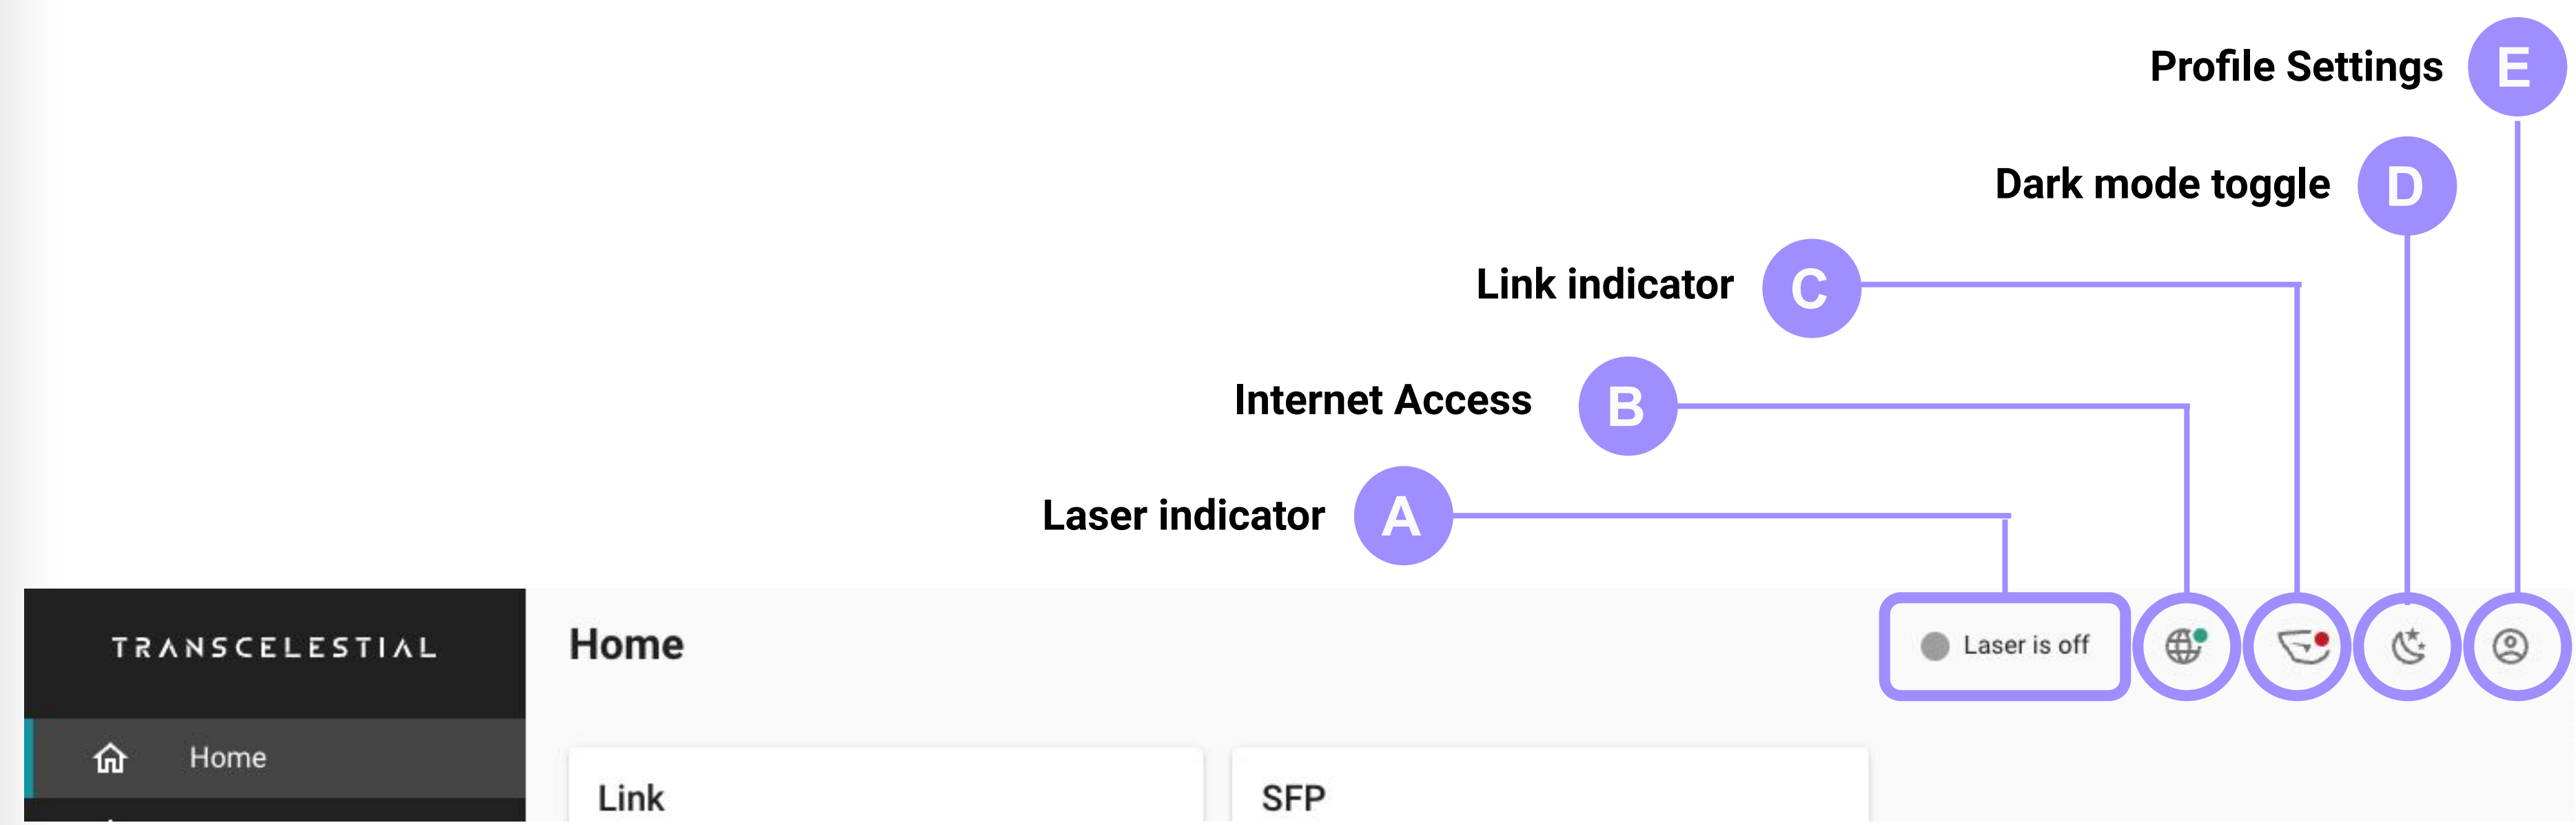 Profile Settings E
Dark mode toggle D
Link indicator C
Internet Access B
Laser indicator A
TRANSCELESTIAL
Home
Laser is off
Home
Link
SFP